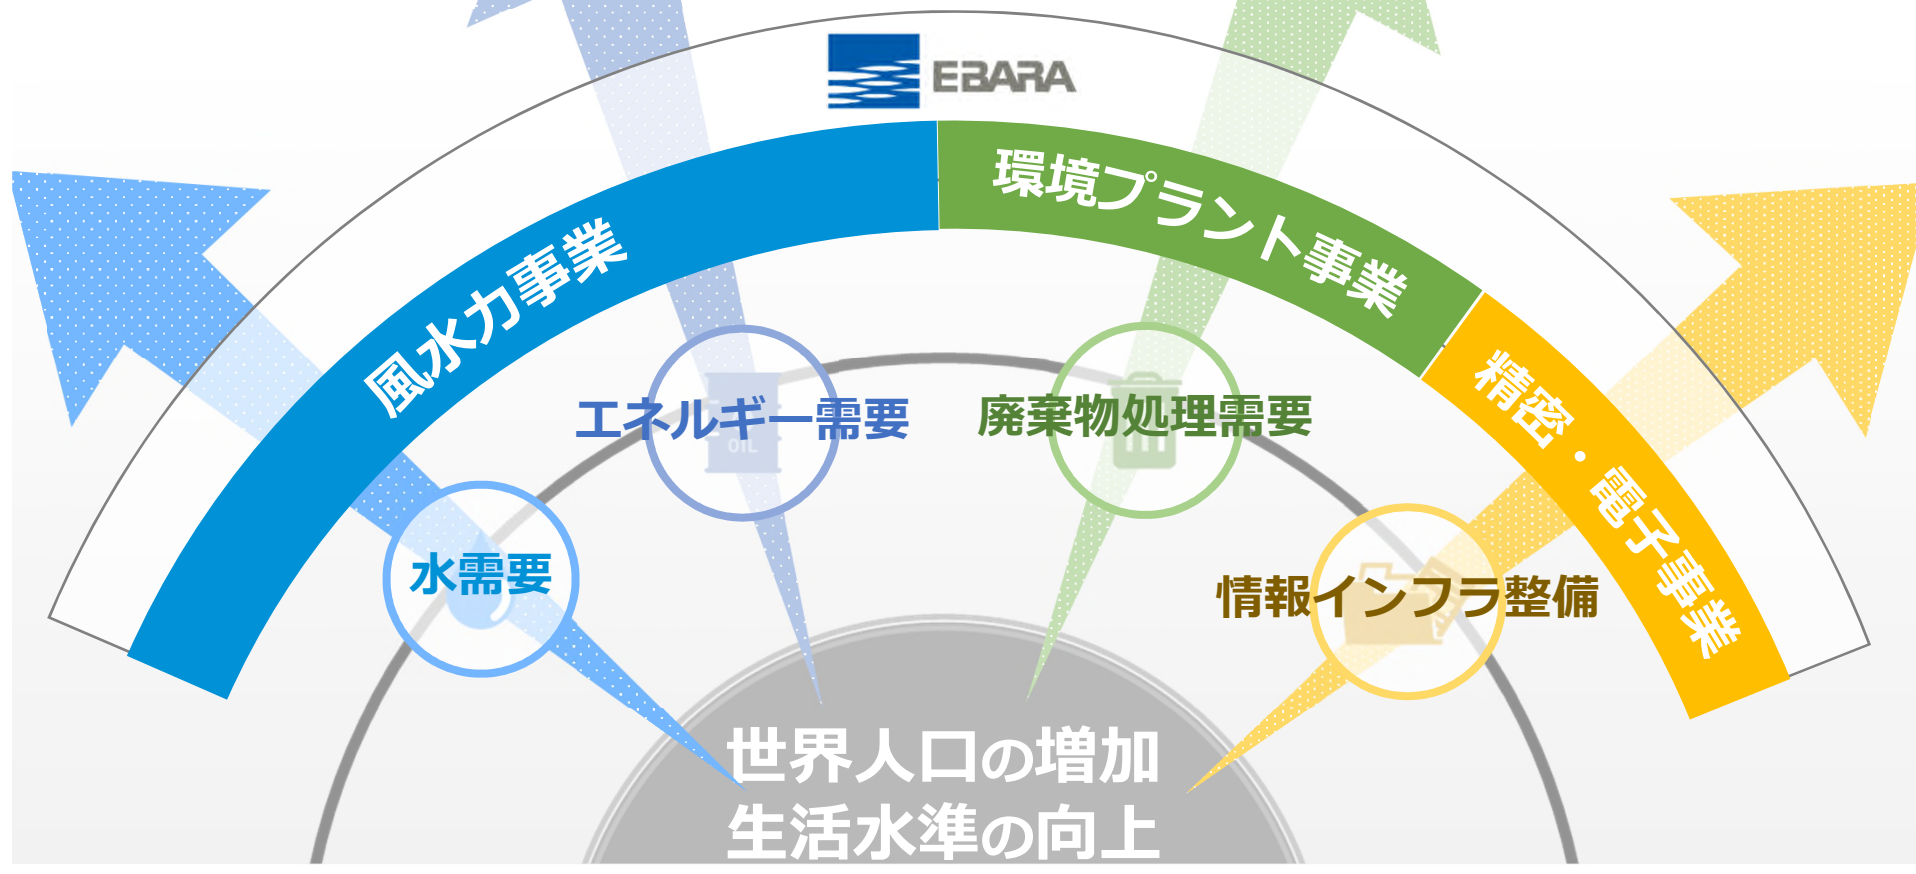 EBARA
風水力事業
環境プラント事業
精密・電子事業
エネルギー需要
OIL
廃棄物処理需要
水需要
情報インフラ整備
世界人口の増加
生活水準の向上